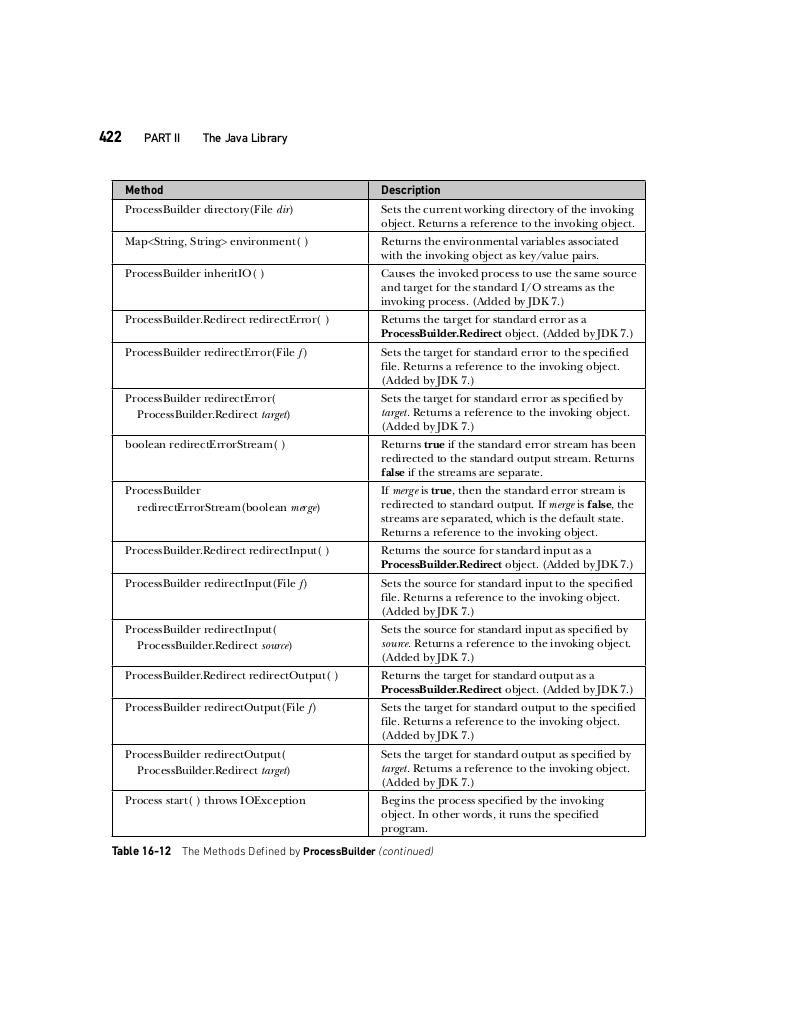 422 PART II The Java Library
Method Description
ProcessBuilder directory(File dir) Sets the current working directory of the invoking
object. Returns a reference to the invoking object.
Map<String, String> environment( ) Returns the environmental variables associated
with the invoking object as key/value pairs.
ProcessBuilder inheritIO( ) Causes the invoked process to use the same source
and target for the standard I/O streams as the
invoking process. (Added by JDK 7.)
ProcessBuilder.Redirect redirectError( ) Returns the target for standard error as a
ProcessBuilder.Redirect object. (Added by JDK 7.)
ProcessBuilder redirectError(File f) Sets the target for standard error to the specified
file. Returns a reference to the invoking object.
(Added by JDK 7.)
ProcessBuilder redirectError( Sets the target for standard error as specified by
ProcessBuilder.Redirect target) target. Returns a reference to the invoking object.
(Added by JDK 7.)
boolean redirectErrorStream( ) Returns true if the standard error stream has been
redirected to the standard output stream. Returns
false if the streams are separate.
ProcessBuilder If merge is true, then the standard error stream is
redirectErrorStream(boolean merge) redirected to standard output. If merge is false, the
streams are separated, which is the default state.
Returns a reference to the invoking object.
ProcessBuilder.Redirect redirectInput( ) Returns the source for standard input as a
ProcessBuilder.Redirect object. (Added by JDK 7.)
ProcessBuilder redirectInput(File f) Sets the source for standard input to the specified
file. Returns a reference to the invoking object.
(Added by JDK 7.)
ProcessBuilder redirectInput( Sets the source for standard input as specified by
ProcessBuilder.Redirect source) source. Returns a reference to the invoking object.
(Added by JDK 7.)
ProcessBuilder.Redirect redirectOutput( ) Returns the target for standard output as a
ProcessBuilder.Redirect object. (Added by JDK 7.)
ProcessBuilder redirectOutput(File f) Sets the target for standard output to the specified
file. Returns a reference to the invoking object.
(Added by JDK 7.)
ProcessBuilder redirectOutput( Sets the target for standard output as specified by
ProcessBuilder.Redirect target) target. Returns a reference to the invoking object.
(Added by JDK 7.)
Process start( ) throws IOException Begins the process specified by the invoking
object. In other words, it runs the specified
program.
Table 16-12 The Methods Defined by ProcessBuilder (continued)